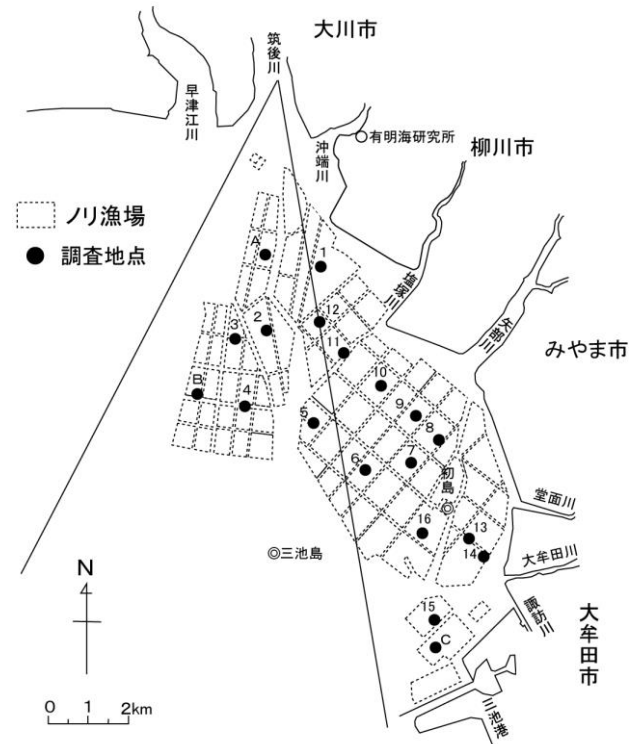 大川市
筑後川
早津江川
有明海研究所
沖端川
柳川市
ノリ漁場
調査地点
塩塚川
矢部川
みやま市
A
1
12
2
3
11
10
B
4
9
5
8
6
7
初島
堂面川
16
13
14
大牟田川
三池島
諏訪川
大牟田市
15
C
N
三池港
0 1 2km